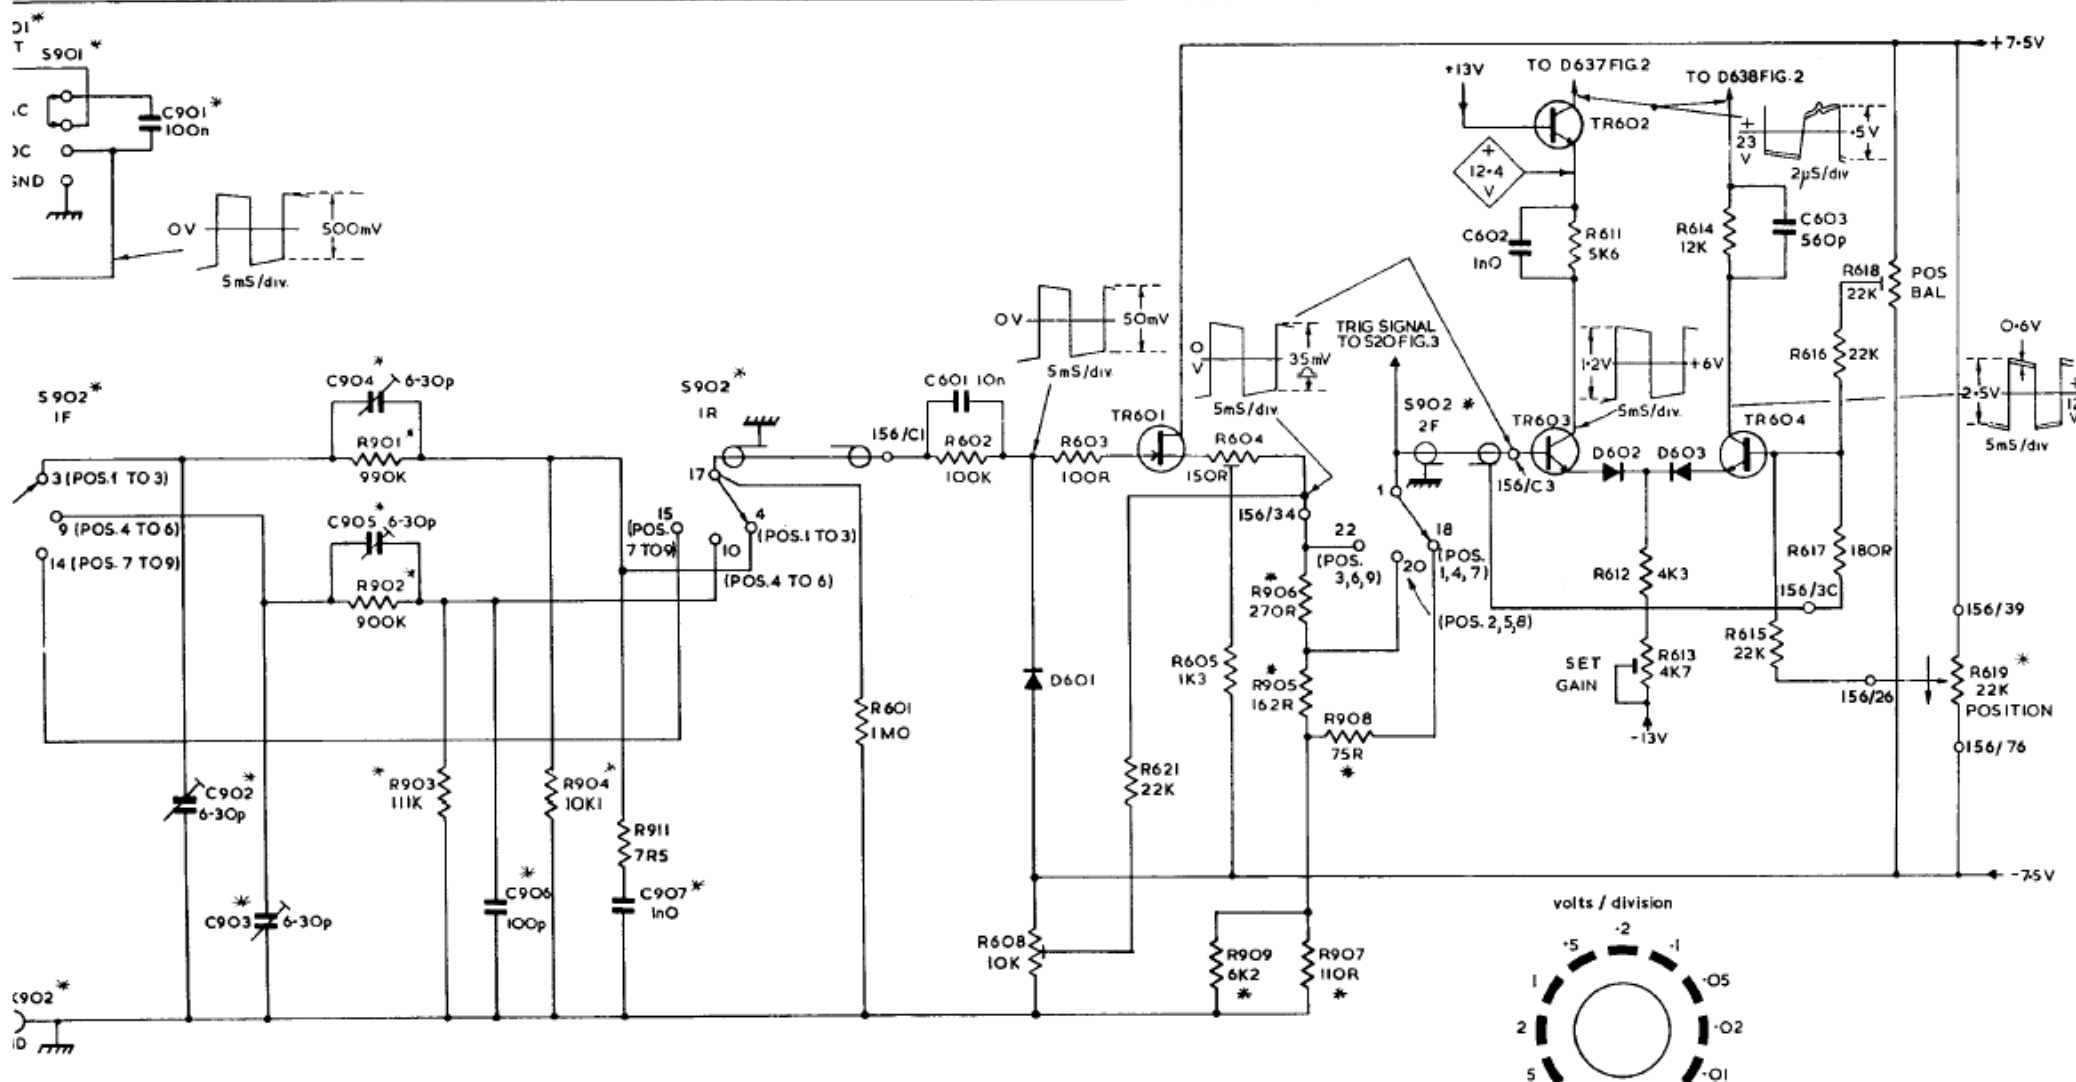 S901 *
C901 *
100n
GND
0V
500mV
5mS/div.
S902 *
1F
3 (POS.1 TO 3)
9 (POS.4 TO 6)
14 (POS. 7 TO 9)
C904 * 6-30p
R901 *
990K
C905 * 6-30p
R902 *
900K
C902 *
6-30p
C903 * 6-30p
* R903
111K
C906 *
100p
R904 *
10K1
R911
7R5
C907 *
1n0
S902 *
1R
17
15
(POS.
7 TO 9)
10
4
(POS.1 TO 3)
(POS.4 TO 6)
R601
1M0
156/C1
C601 10n
R602
100K
0V
50mV
5mS/div
R603
100R
TR601
R604
150R
0
V
35mV
5mS/div.
D601
R608
10K
R621
22K
R605
1K3
156/34
22
(POS.
3,6,9)
* R906
270R
* R905
162R
R908
75R
*
R909
6K2
*
R907
110R
*
TRIG SIGNAL
TO S20 FIG.3
S902 *
2F
1
18
(POS.
1,4,7)
20
(POS. 2,5,8)
156/C3
+13V
TO D637 FIG.2
TR602
+
12·4
V
C602
1n0
R611
5K6
TO D638 FIG.2
+
23
V
·5V
2µS/div
R614
12K
C603
560p
1·2V
+6V
5mS/div.
TR603
TR604
D602
D603
R612
4K3
SET
GAIN
R613
4K7
-13V
R618
22K
POS
BAL
R616
22K
R617
180R
156/3C
R615
22K
156/26
+7·5V
0·6V
2·5V
5mS/div
156/39
R619 *
22K
POSITION
156/76
-7·5V
volts / division
·5
·2
·1
1
·05
2
·02
5
·01